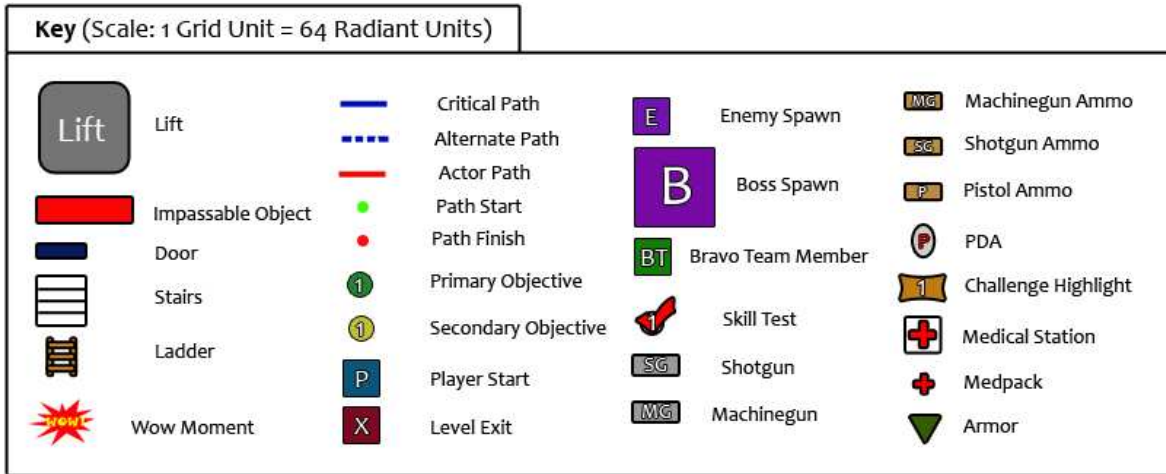 Key (Scale: 1 Grid Unit = 64 Radiant Units)
Lift
Lift
Impassable Object
Door
Stairs
Ladder
WOW!
Wow Moment
Critical Path
Alternate Path
Actor Path
Path Start
Path Finish
1
Primary Objective
1
Secondary Objective
P
Player Start
X
Level Exit
E
Enemy Spawn
B
Boss Spawn
BT
Bravo Team Member
1
Skill Test
SG
Shotgun
MG
Machinegun
MG
Machinegun Ammo
SG
Shotgun Ammo
P
Pistol Ammo
P
PDA
1
Challenge Highlight
Medical Station
Medpack
Armor